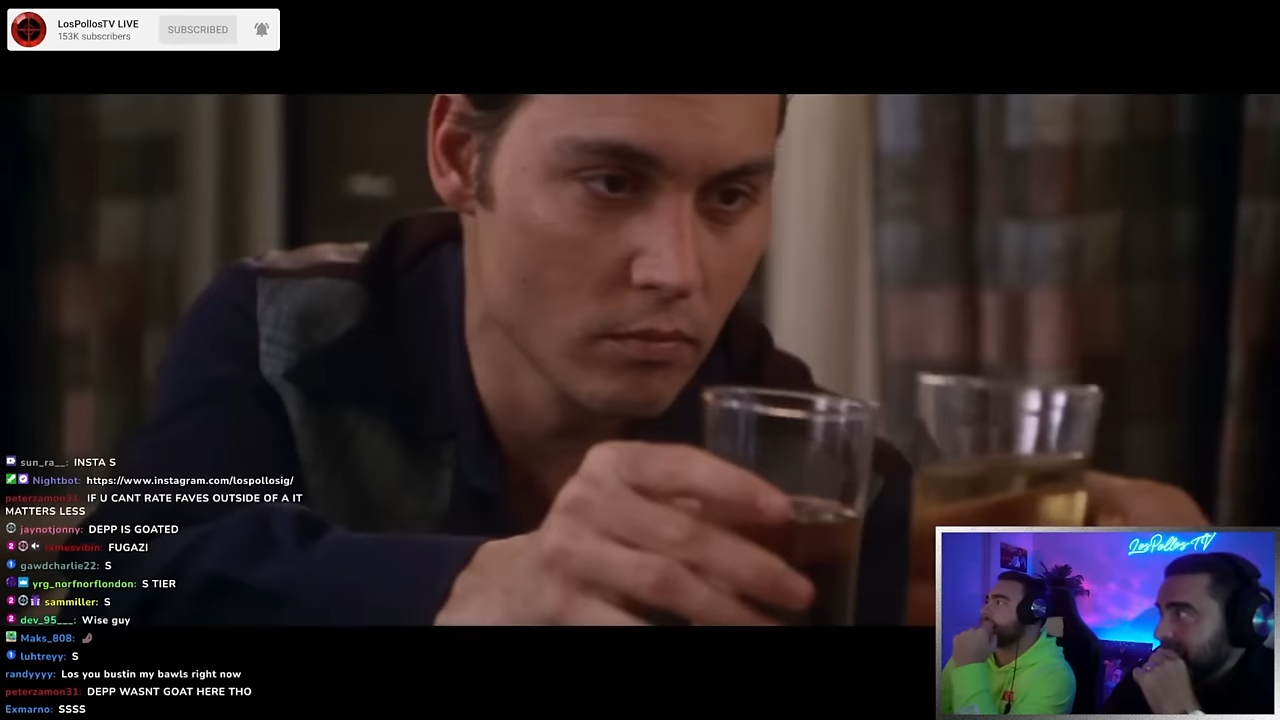 LosPollosTV LIVE
153K subscribers
SUBSCRIBED
sun_ra__: INSTA S
Nightbot: https://www.instagram.com/lospollosig/
peterzamon31: IF U CANT RATE FAVES OUTSIDE OF A IT
MATTERS LESS
jaynotjonny: DEPP IS GOATED
ixmesvibin: FUGAZI
gawdcharlie22: S
yrg_norfnorflondon: S TIER
sammiller: S
dev_95___: Wise guy
Maks_808:
luhtreyy: S
randyyyy: Los you bustin my bawls right now
peterzamon31: DEPP WASNT GOAT HERE THO
Exmarno: SSSS
LosPollos TV